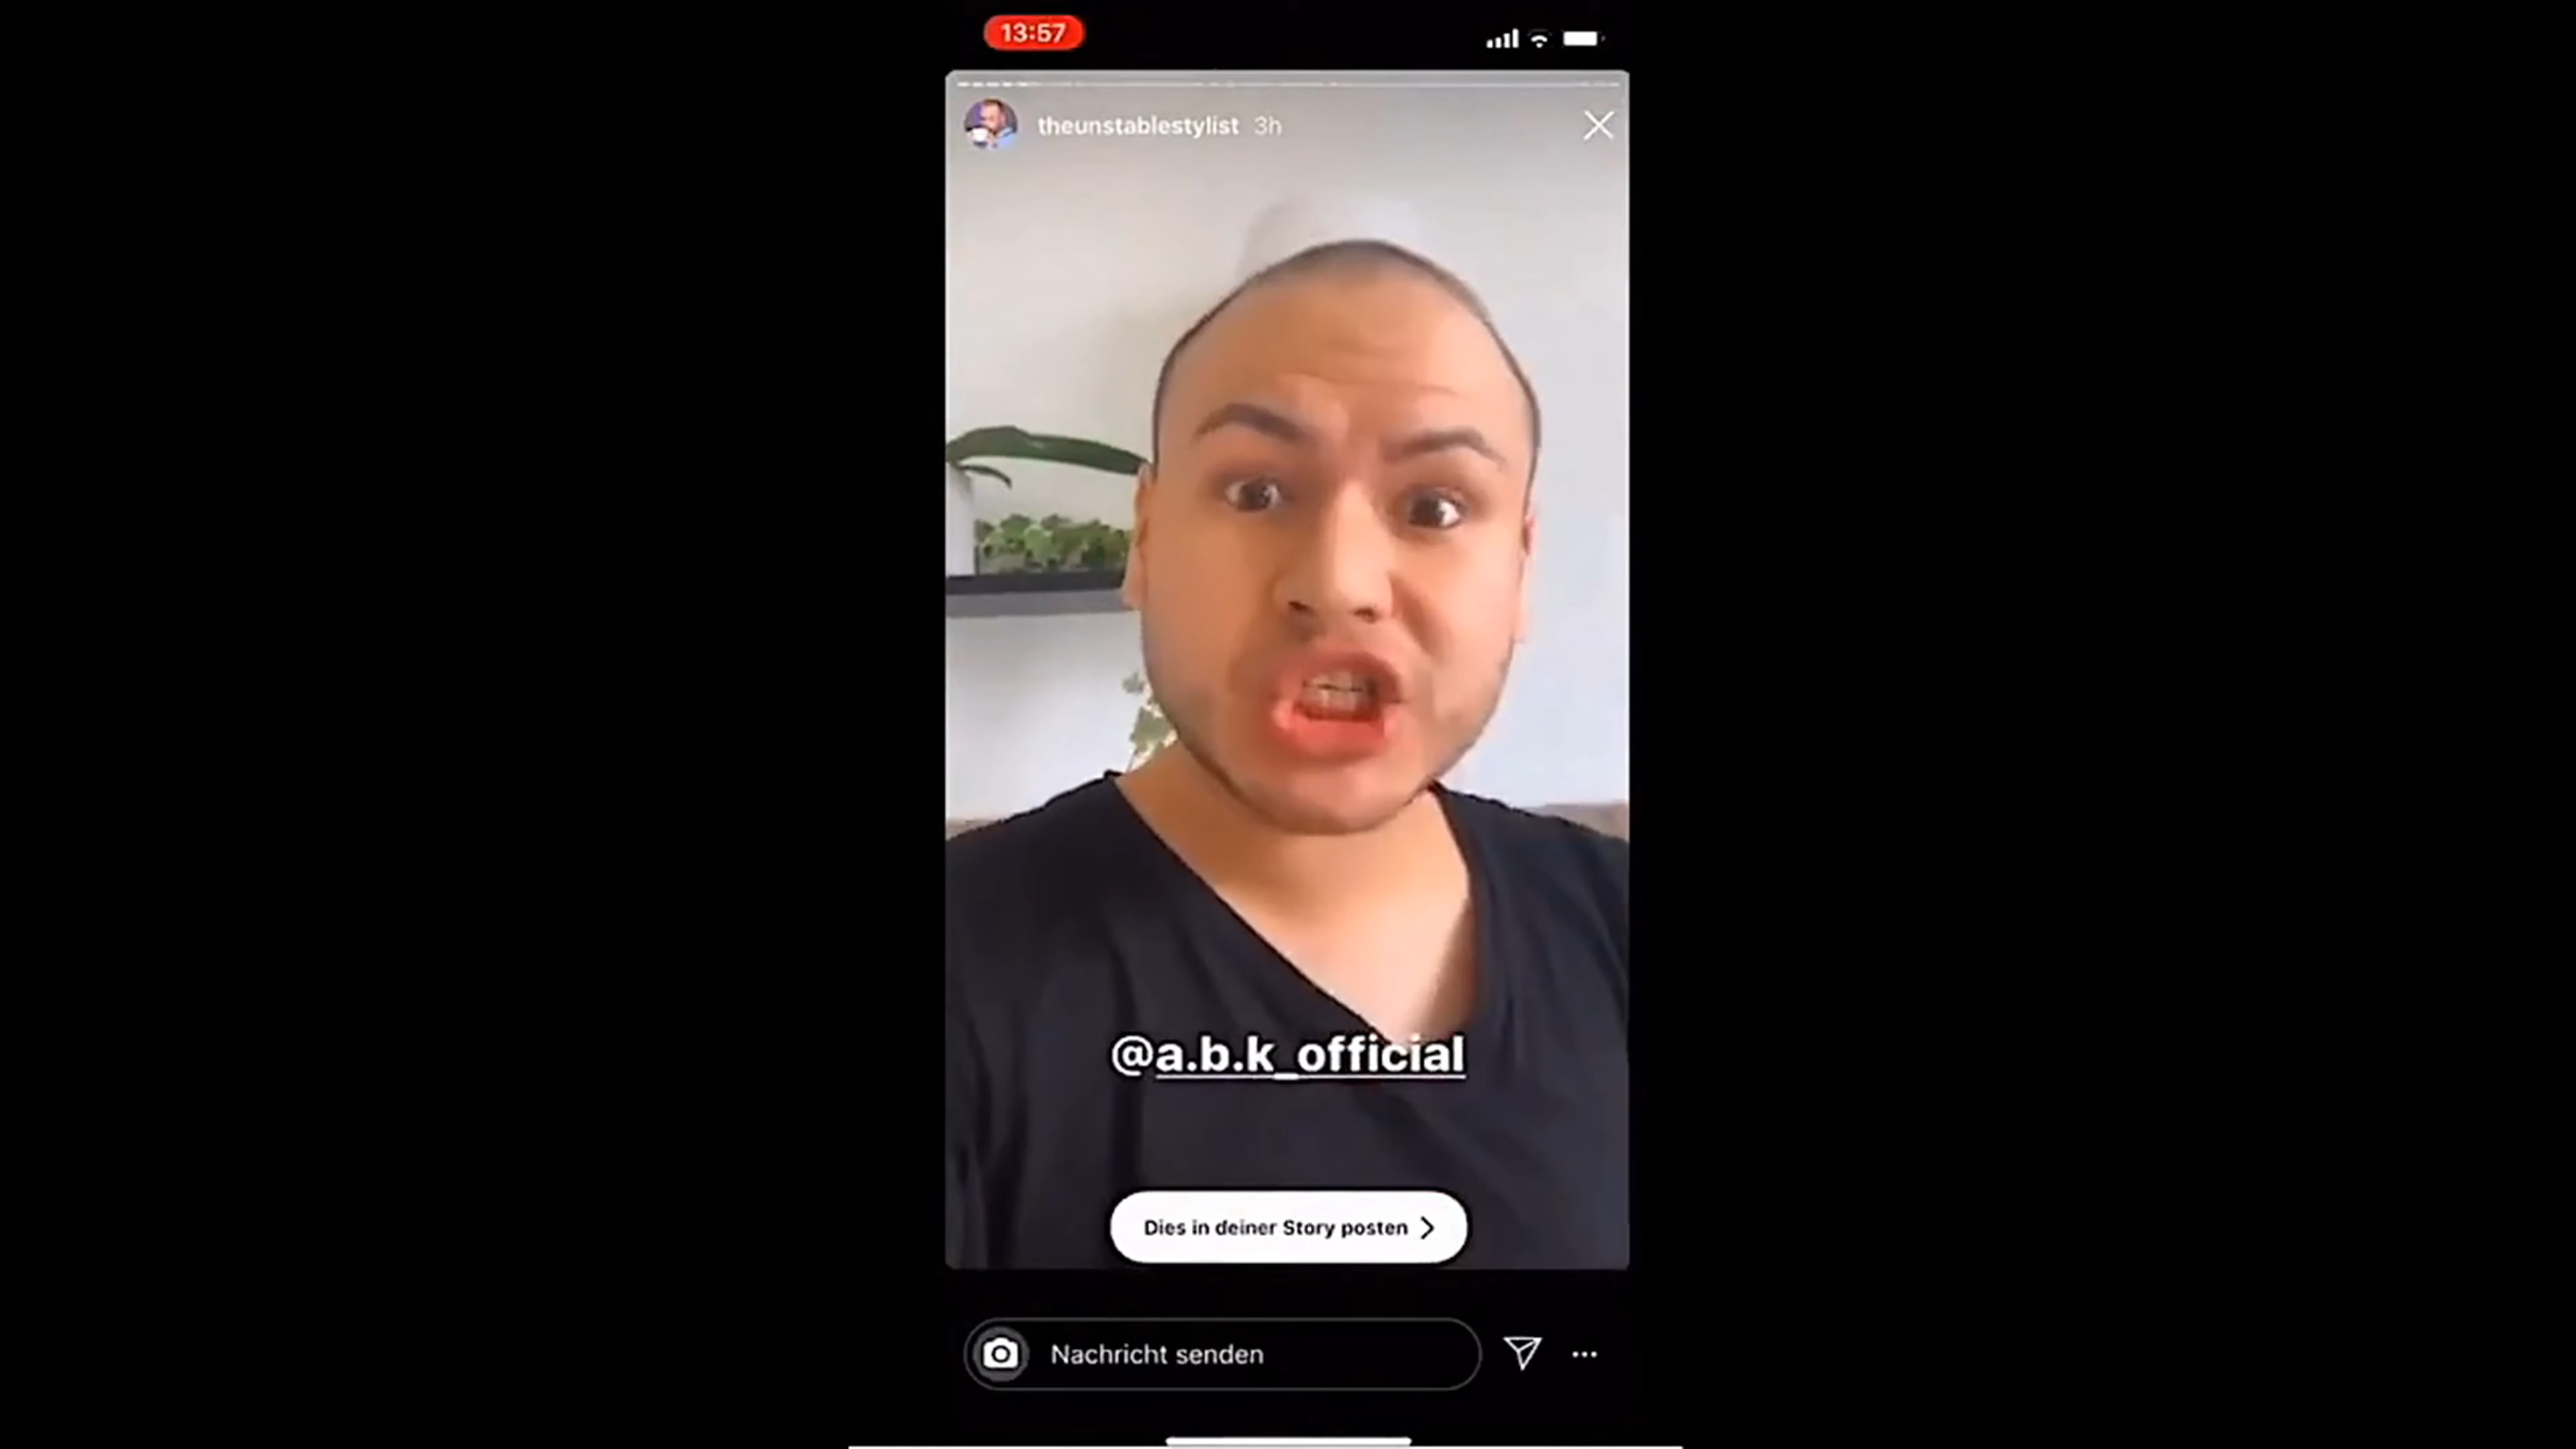 13:57
theunstablestylist 3h
@a.b.k_official
Dies in deiner Story posten
Nachricht senden